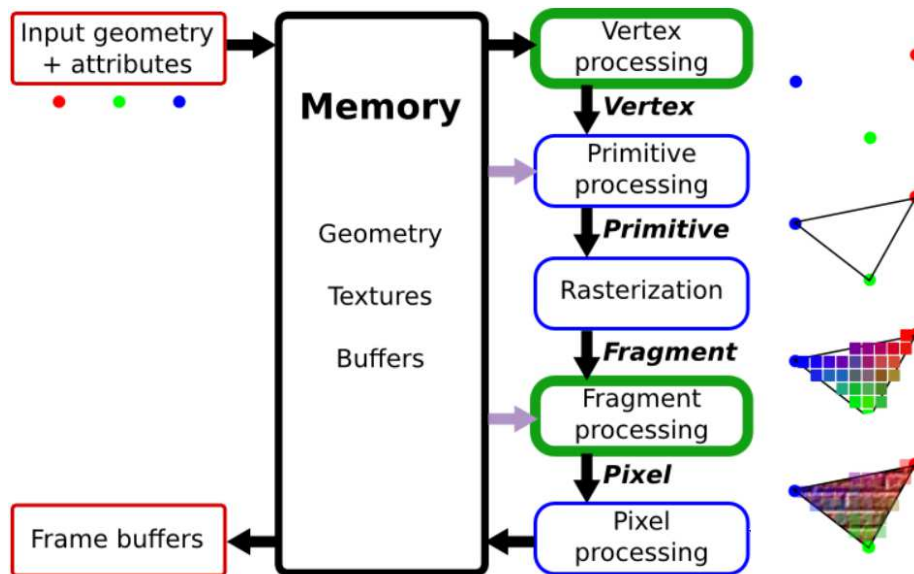 Input geometry
+ attributes
Memory
Geometry
Textures
Buffers
Vertex
processing
Vertex
Primitive
processing
Primitive
Rasterization
Fragment
Fragment
processing
Pixel
Pixel
processing
Frame buffers